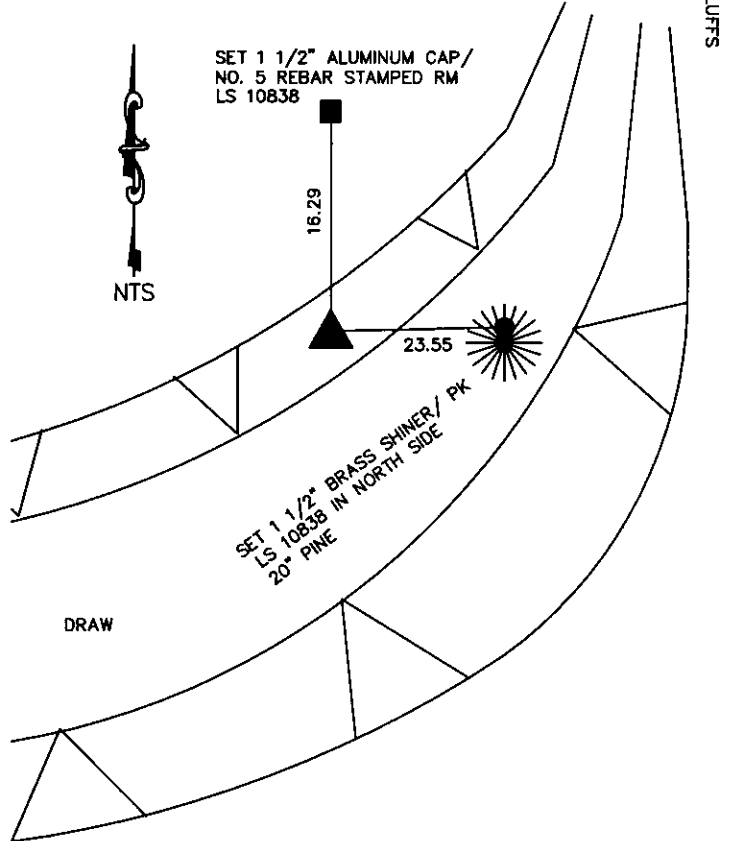 LUFFS
SET 1 1/2" ALUMINUM CAP/
NO. 5 REBAR STAMPED RM
LS 10838
16.29
NTS
23.55
SET 1 1/2" BRASS SHINER/ PK
LS 10838 IN NORTH SIDE
20" PINE
DRAW